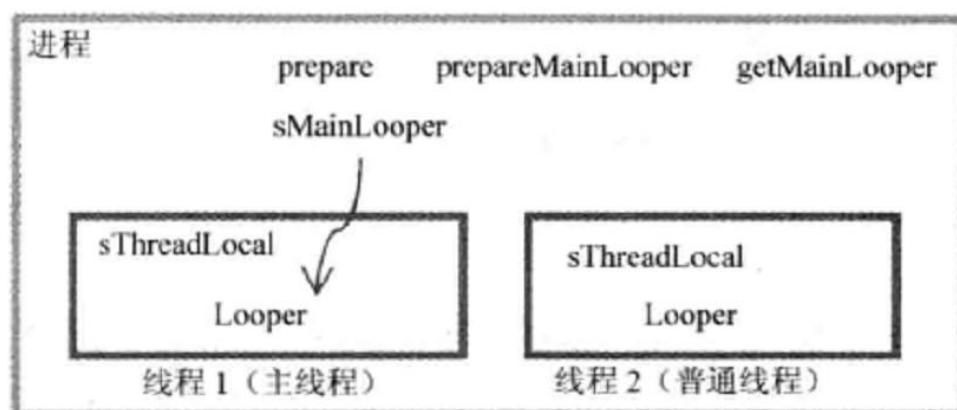 进程
prepare prepareMainLooper getMainLooper
sMainLooper
sThreadLocal
Looper
线程 1（主线程）
sThreadLocal
Looper
线程 2（普通线程）